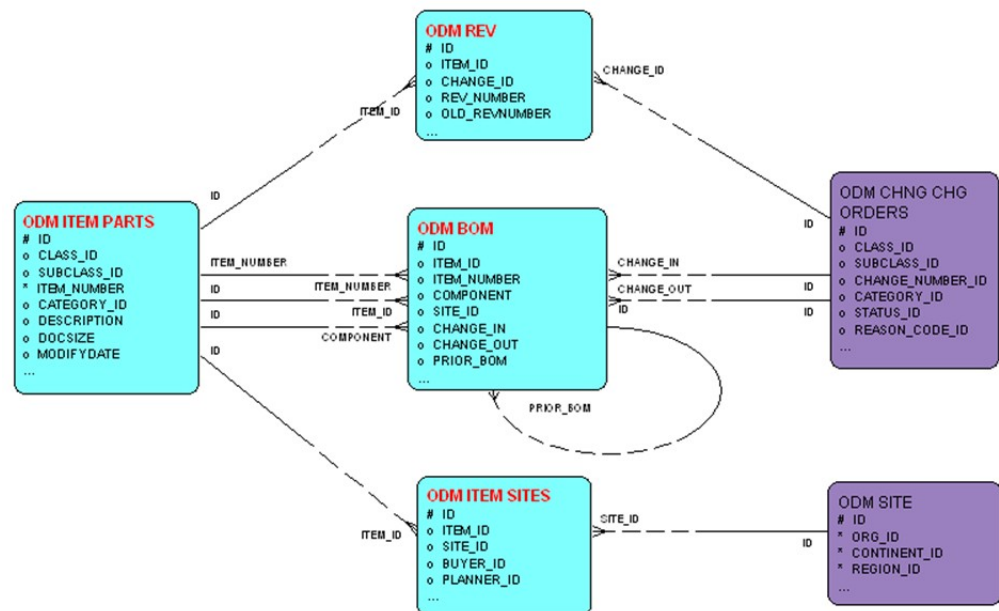 ODM REV
# ID
o ITEM_ID
o CHANGE_ID
o REV_NUMBER
o OLD_REVNUMBER
...
CHANGE_ID
ITEM_ID
ID
ID
ODM ITEM PARTS
# ID
o CLASS_ID
o SUBCLASS_ID
* ITEM_NUMBER
o CATEGORY_ID
o DESCRIPTION
o DOCSIZE
o MODIFYDATE
...
ITEM_NUMBER
ID
ID
ID
ITEM_NUMBER
ITEM_ID
COMPONENT
ODM BOM
# ID
o ITEM_ID
o ITEM_NUMBER
o COMPONENT
o SITE_ID
o CHANGE_IN
o CHANGE_OUT
o PRIOR_BOM
...
CHANGE_IN
CHANGE_OUT
ID
ID
ID
PRIOR_BOM
ODM CHNG CHG
ORDERS
# ID
o CLASS_ID
o SUBCLASS_ID
o CHANGE_NUMBER_ID
o CATEGORY_ID
o STATUS_ID
o REASON_CODE_ID
...
ODM ITEM SITES
# ID
o ITEM_ID
o SITE_ID
o BUYER_ID
o PLANNER_ID
...
ITEM_ID
SITE_ID
ID
ODM SITE
# ID
* ORG_ID
* CONTINENT_ID
* REGION_ID
...